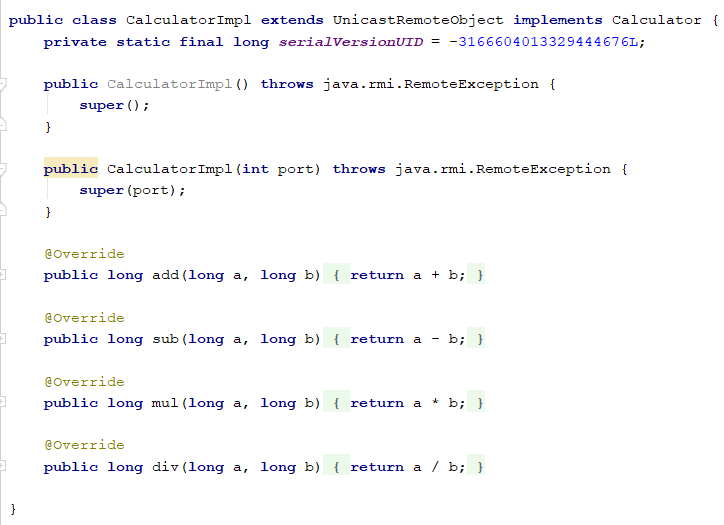 public class CalculatorImpl extends UnicastRemoteObject implements Calculator {
private static final long serialVersionUID = -3166604013329444676L;
public CalculatorImpl() throws java.rmi.RemoteException {
super();
}
public CalculatorImpl(int port) throws java.rmi.RemoteException {
super(port);
}
@Override
public long add(long a, long b) { return a + b; }
@Override
public long sub(long a, long b) { return a - b; }
@Override
public long mul(long a, long b) { return a * b; }
@Override
public long div(long a, long b) { return a / b; }
}